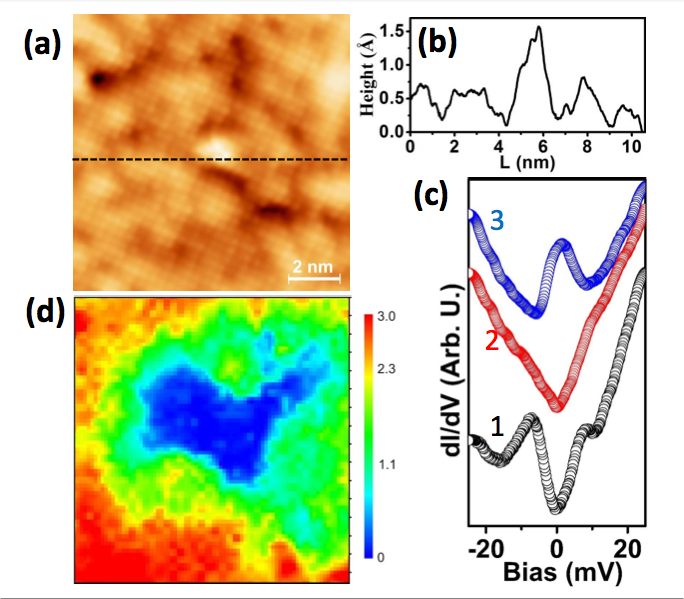 (a)
2 nm
(b)
Height (Å)
1.5
1.0
0.5
0.0
0 2 4 6 8 10
L (nm)
(c)
3
2
1
dI/dV (Arb. U.)
-20 0 20
Bias (mV)
(d)
3.0
2.3
1.1
0